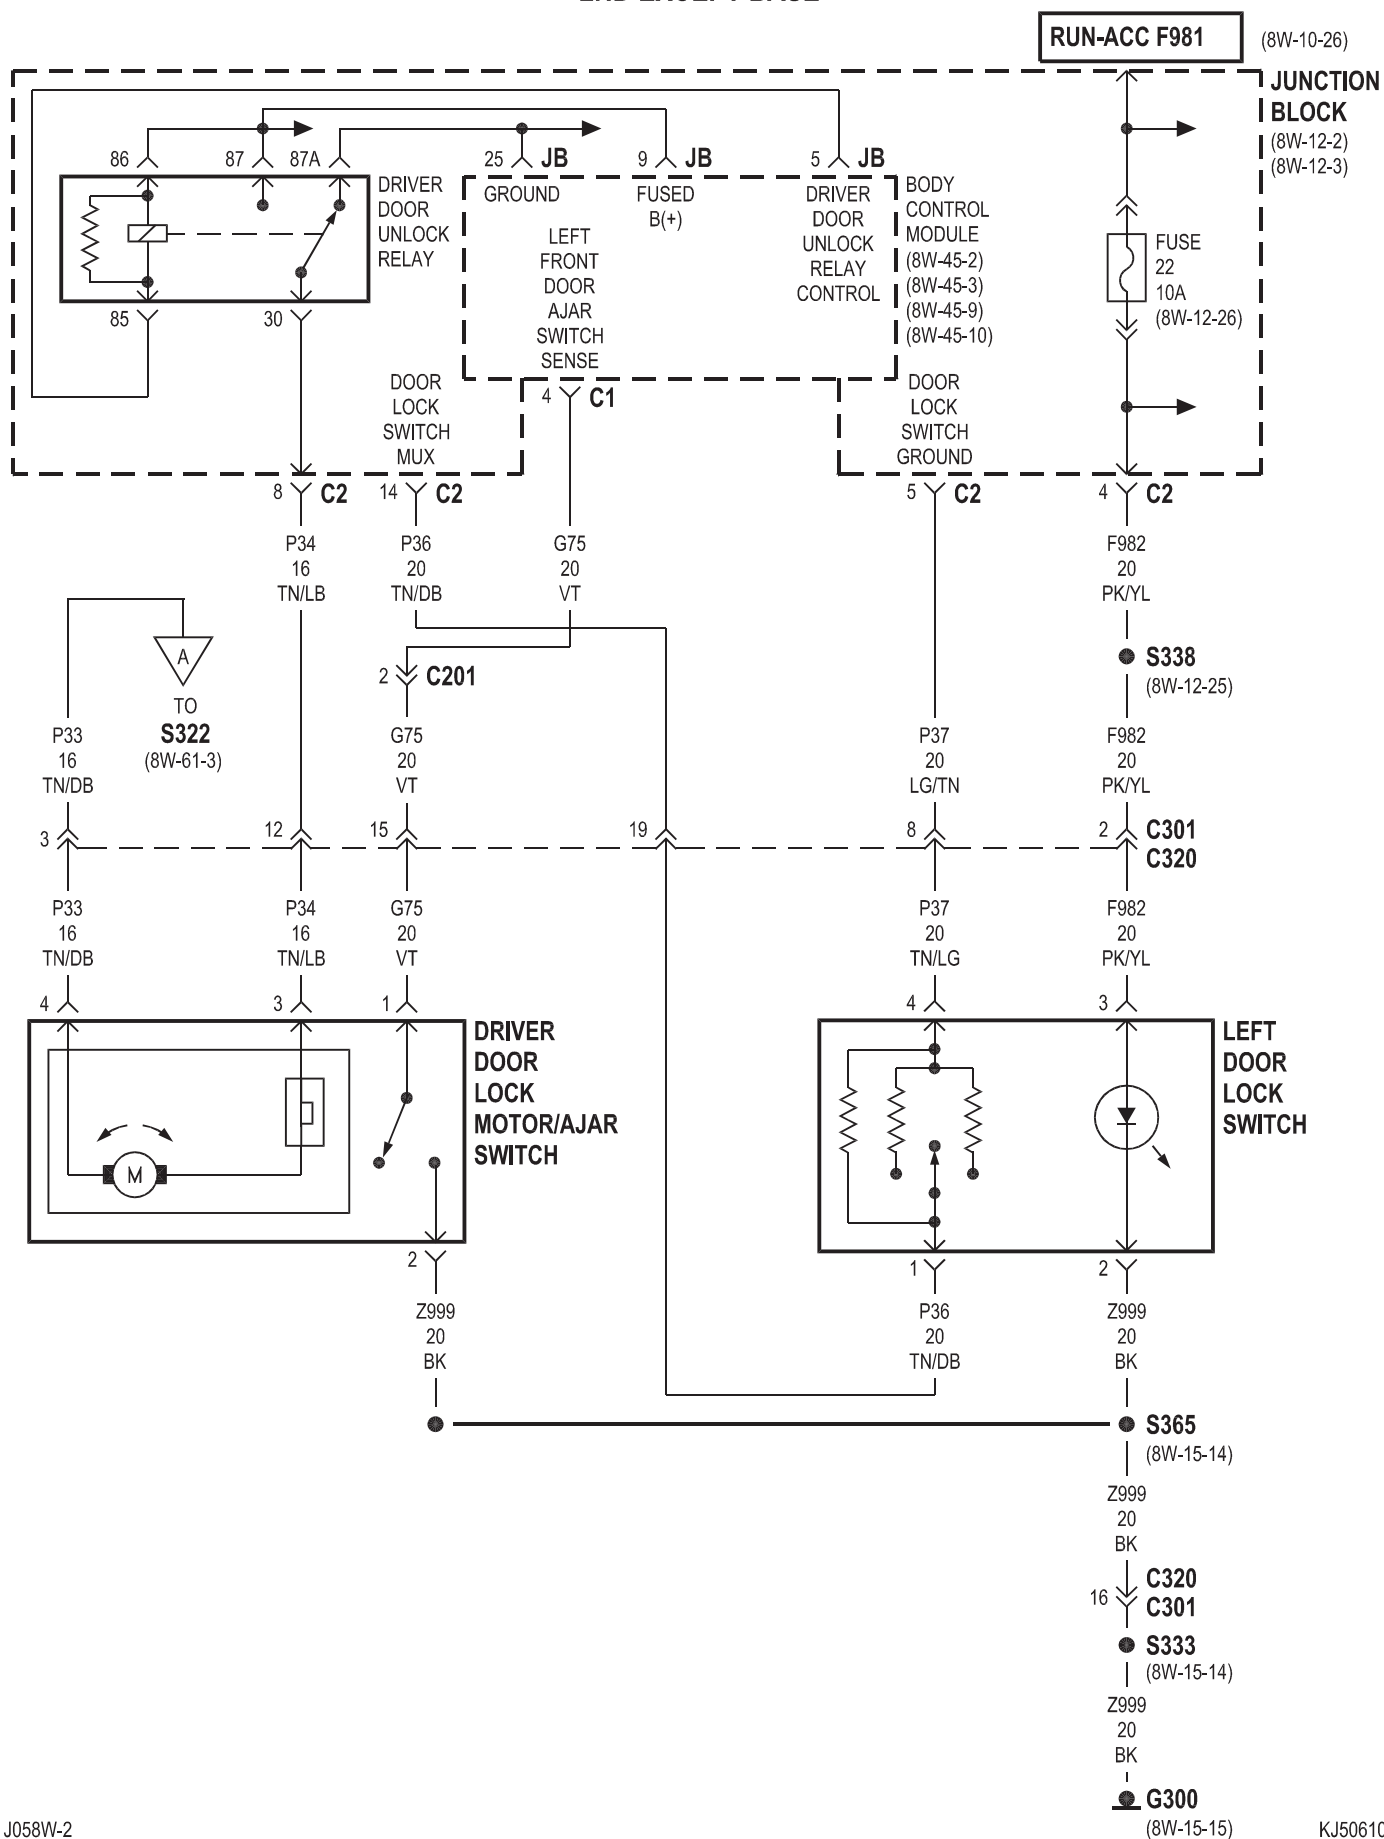 RUN-ACC F981 (8W-10-26)
JUNCTION
BLOCK
(8W-12-2)
(8W-12-3)
86 87 87A 25 JB 9 JB 5 JB
DRIVER
DOOR
UNLOCK
RELAY
GROUND
FUSED
B(+)
DRIVER
DOOR
UNLOCK
RELAY
CONTROL
BODY
CONTROL
MODULE
(8W-45-2)
(8W-45-3)
(8W-45-9)
(8W-45-10)
LEFT
FRONT
DOOR
AJAR
SWITCH
SENSE
FUSE
22
10A
(8W-12-26)
85 30
DOOR
LOCK
SWITCH
MUX
4 C1
DOOR
LOCK
SWITCH
GROUND
8 C2 14 C2 5 C2 4 C2
P34
16
TN/LB
P36
20
TN/DB
G75
20
VT
F982
20
PK/YL
A
TO
S322
(8W-61-3)
2 C201
S338
(8W-12-25)
P33
16
TN/DB
G75
20
VT
P37
20
LG/TN
F982
20
PK/YL
3 12 15 19 8 2 C301
C320
P33
16
TN/DB
P34
16
TN/LB
G75
20
VT
P37
20
TN/LG
F982
20
PK/YL
4 3 1 4 3
DRIVER
DOOR
LOCK
MOTOR/AJAR
SWITCH
M
LEFT
DOOR
LOCK
SWITCH
2 1 2
Z999
20
BK
P36
20
TN/DB
Z999
20
BK
S365
(8W-15-14)
Z999
20
BK
16 C320
C301
S333
(8W-15-14)
Z999
20
BK
G300
(8W-15-15)
J058W-2 KJ50610